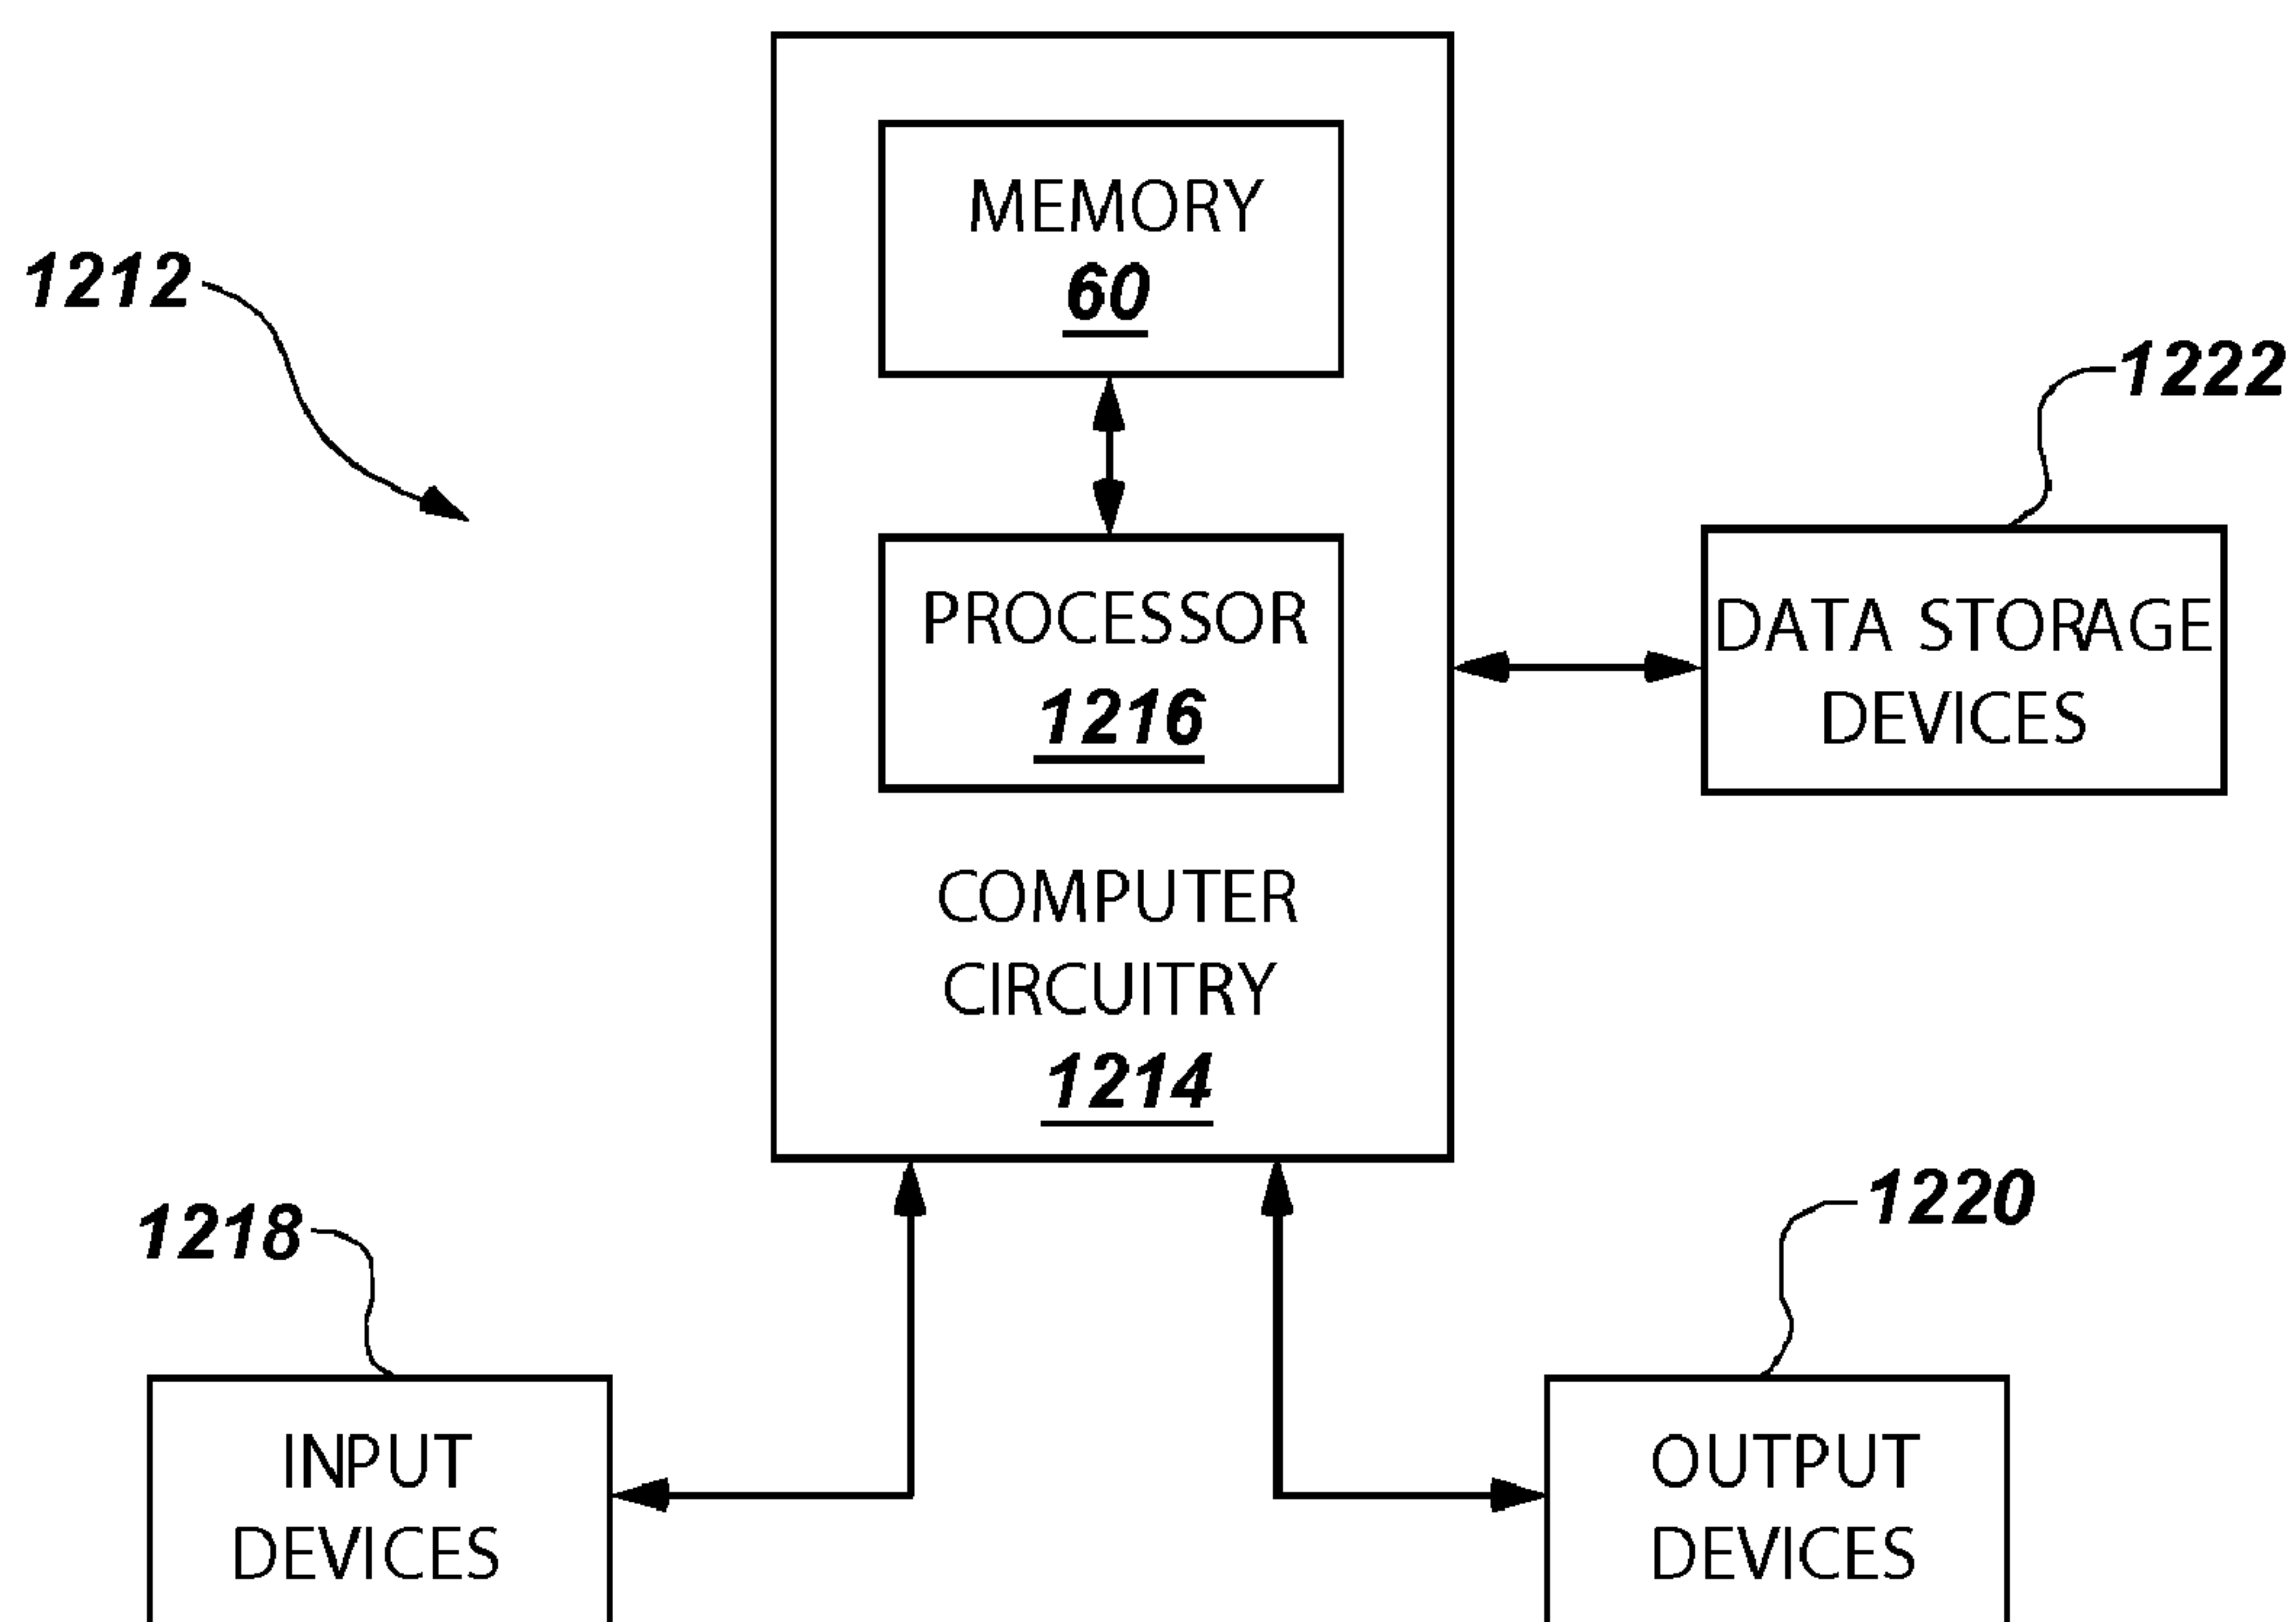 MEMORY
60
1212
1222
PROCESSOR
1216
DATA STORAGE
DEVICES
COMPUTER
CIRCUITRY
1214
1218
1220
INPUT
DEVICES
OUTPUT
DEVICES